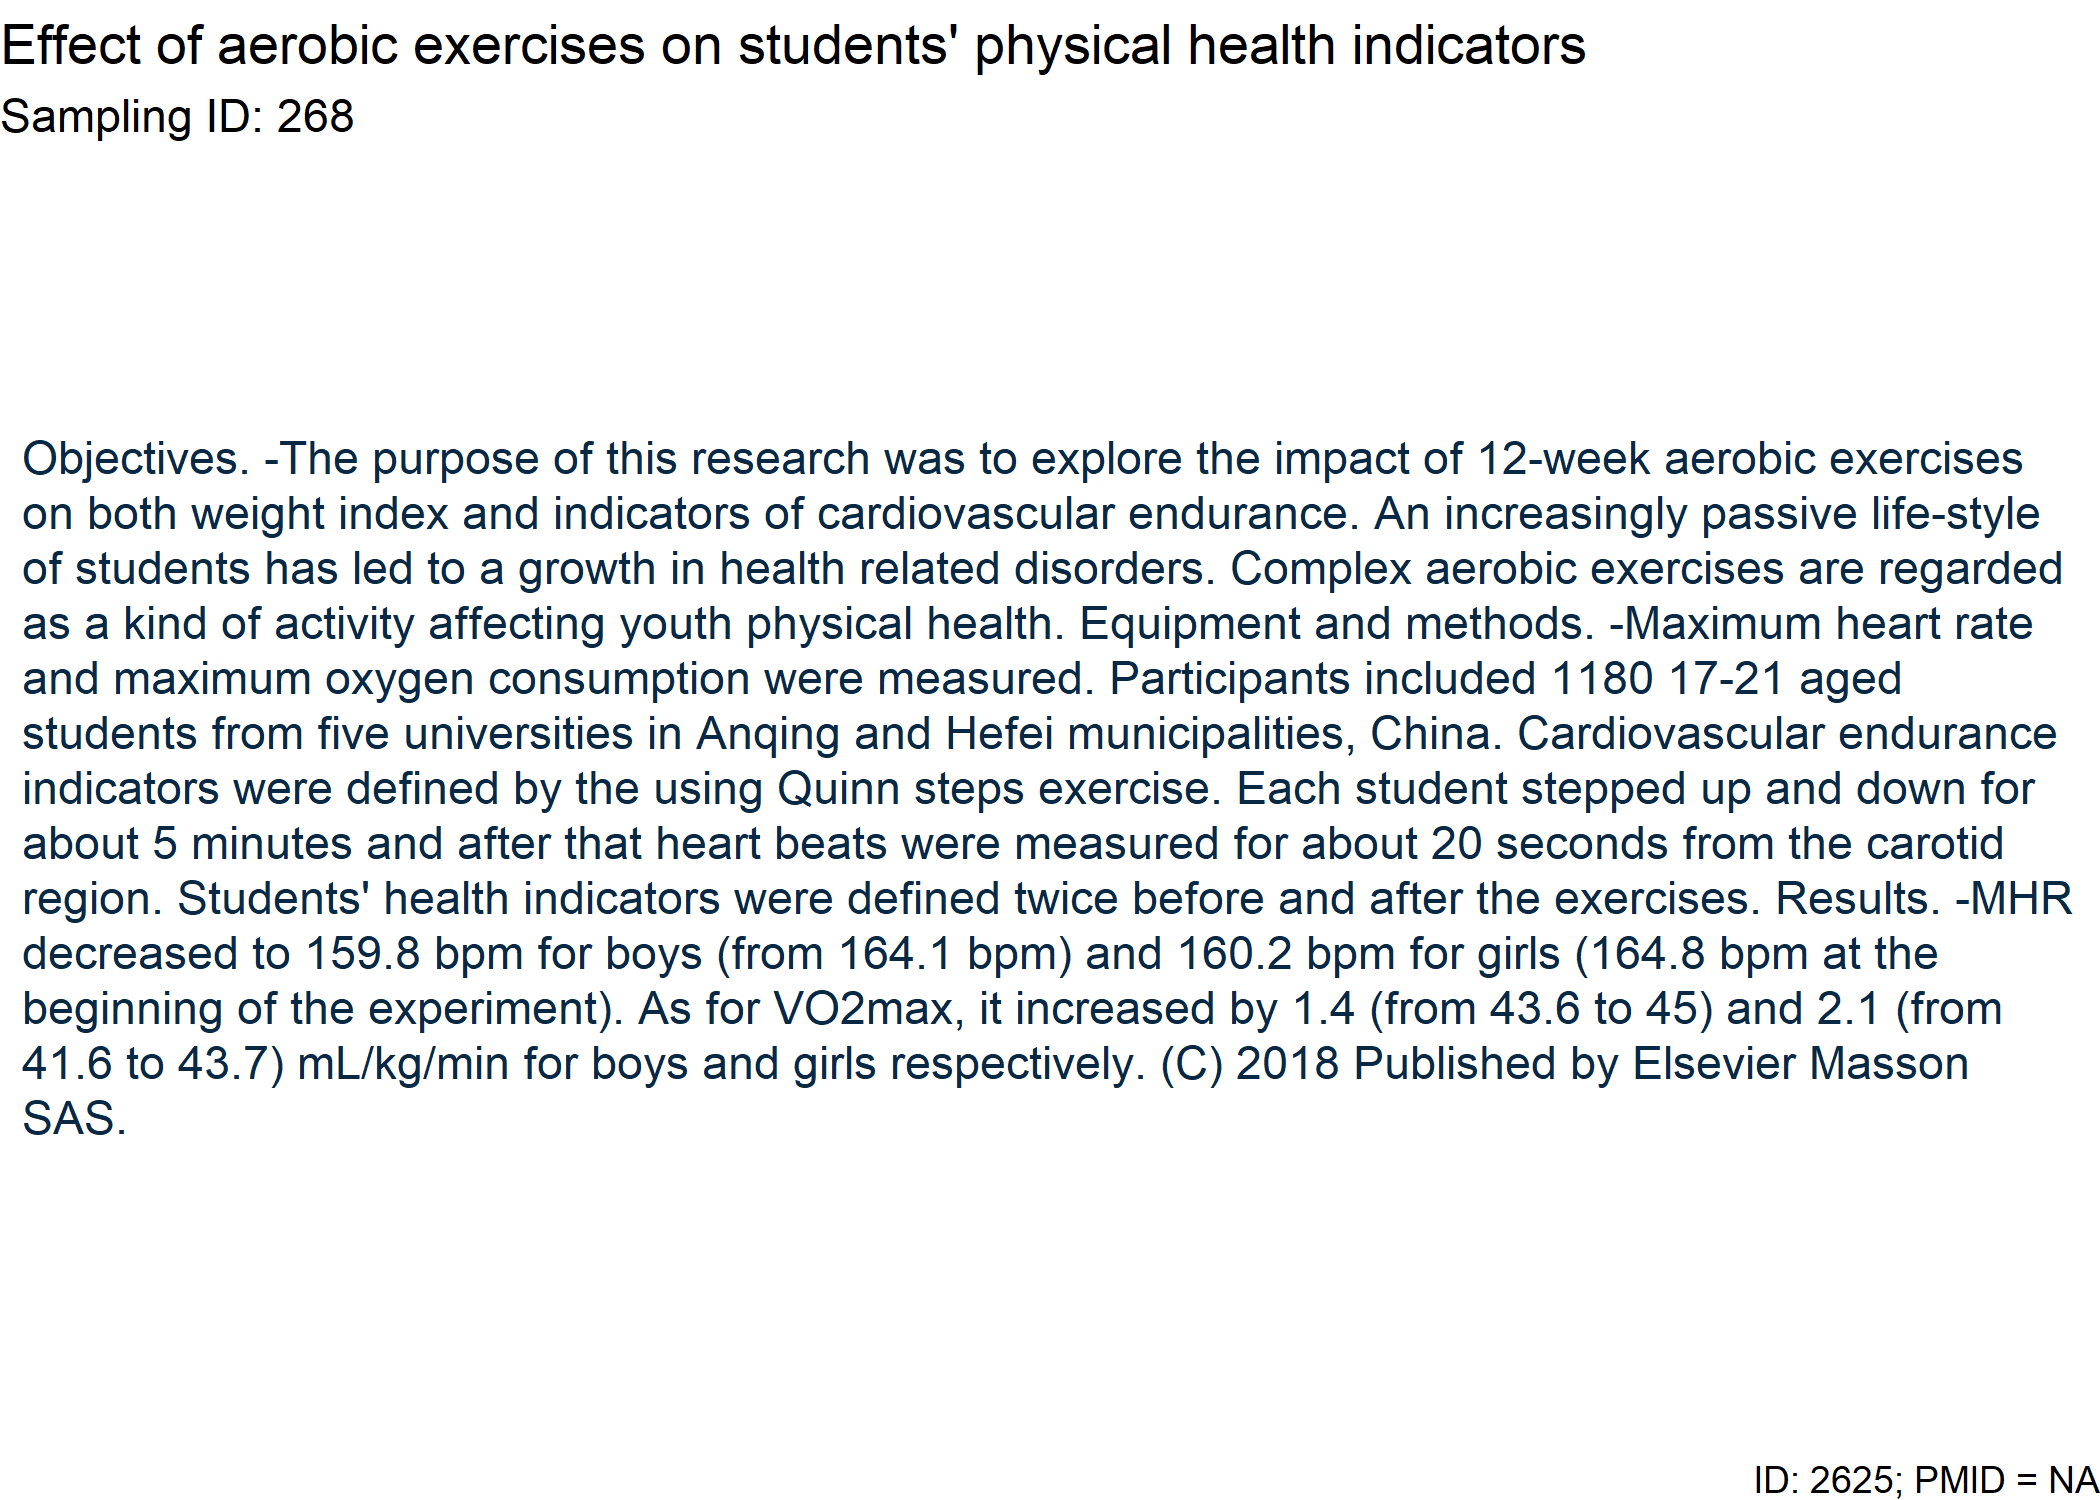 Effect of aerobic exercises on students' physical health indicators
Sampling ID: 268
Objectives. -The purpose of this research was to explore the impact of 12-week aerobic exercises
on both weight index and indicators of cardiovascular endurance. An increasingly passive life-style
of students has led to a growth in health related disorders. Complex aerobic exercises are regarded
as a kind of activity affecting youth physical health. Equipment and methods. -Maximum heart rate
and maximum oxygen consumption were measured. Participants included 1180 17-21 aged
students from five universities in Anqing and Hefei municipalities, China. Cardiovascular endurance
indicators were defined by the using Quinn steps exercise. Each student stepped up and down for
about 5 minutes and after that heart beats were measured for about 20 seconds from the carotid
region. Students' health indicators were defined twice before and after the exercises. Results. -MHR
decreased to 159.8 bpm for boys (from 164.1 bpm) and 160.2 bpm for girls (164.8 bpm at the
beginning of the experiment). As for VO2max, it increased by 1.4 (from 43.6 to 45) and 2.1 (from
41.6 to 43.7) mL/kg/min for boys and girls respectively. (C) 2018 Published by Elsevier Masson
SAS.
ID: 2625; PMID = NA